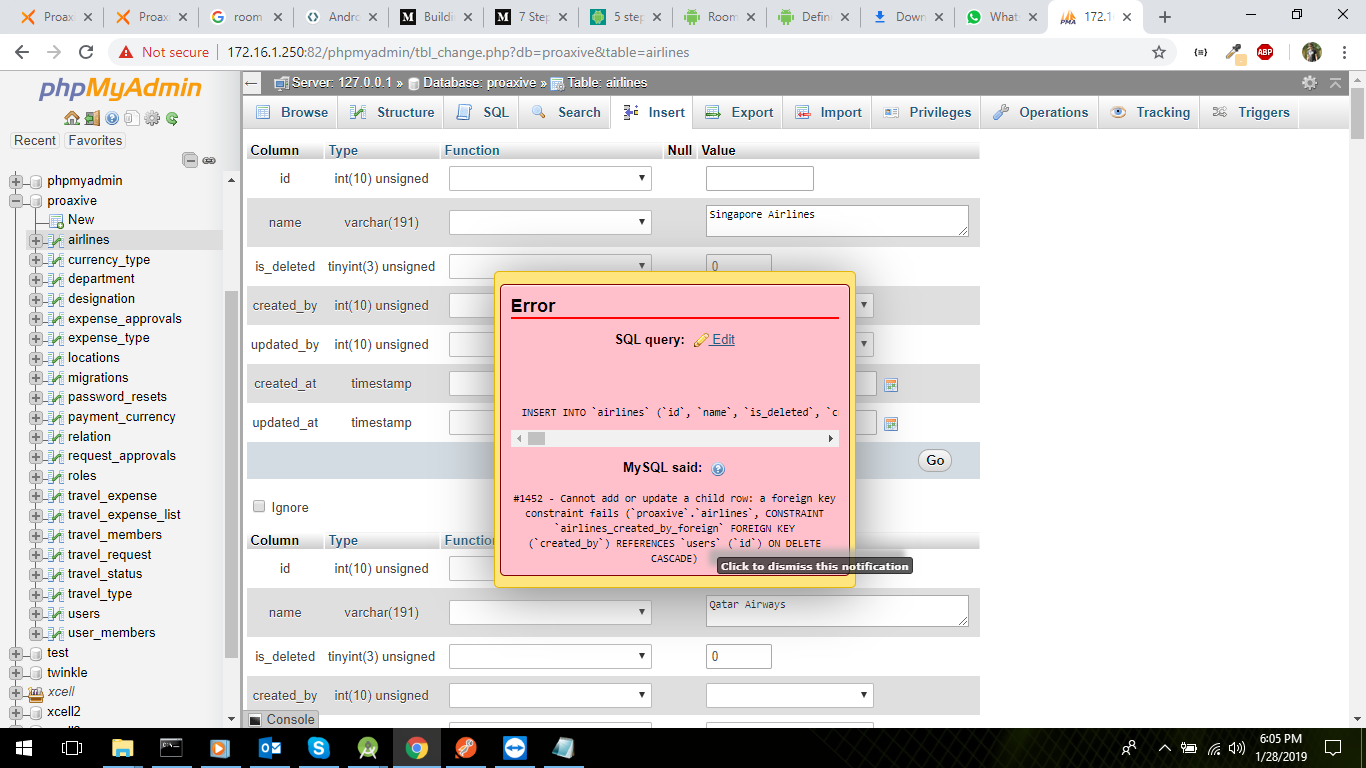 Proax
Proax
room
Andro
Buildi
7 Step
5 step
Room
Defin
Down
What
172.1
Not secure
172.16.1.250:82/phpmyadmin/tbl_change.php?db=proaxive&table=airlines
ABP
phpMyAdmin
Recent
Favorites
phpmyadmin
proaxive
New
airlines
currency_type
department
designation
expense_approvals
expense_type
locations
migrations
password_resets
payment_currency
relation
request_approvals
roles
travel_expense
travel_expense_list
travel_members
travel_request
travel_status
travel_type
users
user_members
test
twinkle
xcell
xcell2
Server: 127.0.0.1 » Database: proaxive » Table: airlines
Browse Structure SQL Search Insert Export Import Privileges Operations Tracking Triggers
Column Type Function Null Value
id int(10) unsigned
name varchar(191) Singapore Airlines
is_deleted tinyint(3) unsigned 0
created_by int(10) unsigned
updated_by int(10) unsigned
created_at timestamp
updated_at timestamp
Go
Ignore
Error
SQL query: Edit
INSERT INTO `airlines` (`id`, `name`, `is_deleted`, `c
MySQL said:
#1452 - Cannot add or update a child row: a foreign key
constraint fails (`proaxive`.`airlines`, CONSTRAINT
`airlines_created_by_foreign` FOREIGN KEY
(`created_by`) REFERENCES `users` (`id`) ON DELETE
CASCADE)
Click to dismiss this notification
Column Type Function
id int(10) unsigned
name varchar(191) Qatar Airways
is_deleted tinyint(3) unsigned 0
created_by int(10) unsigned
Console
6:05 PM
1/28/2019